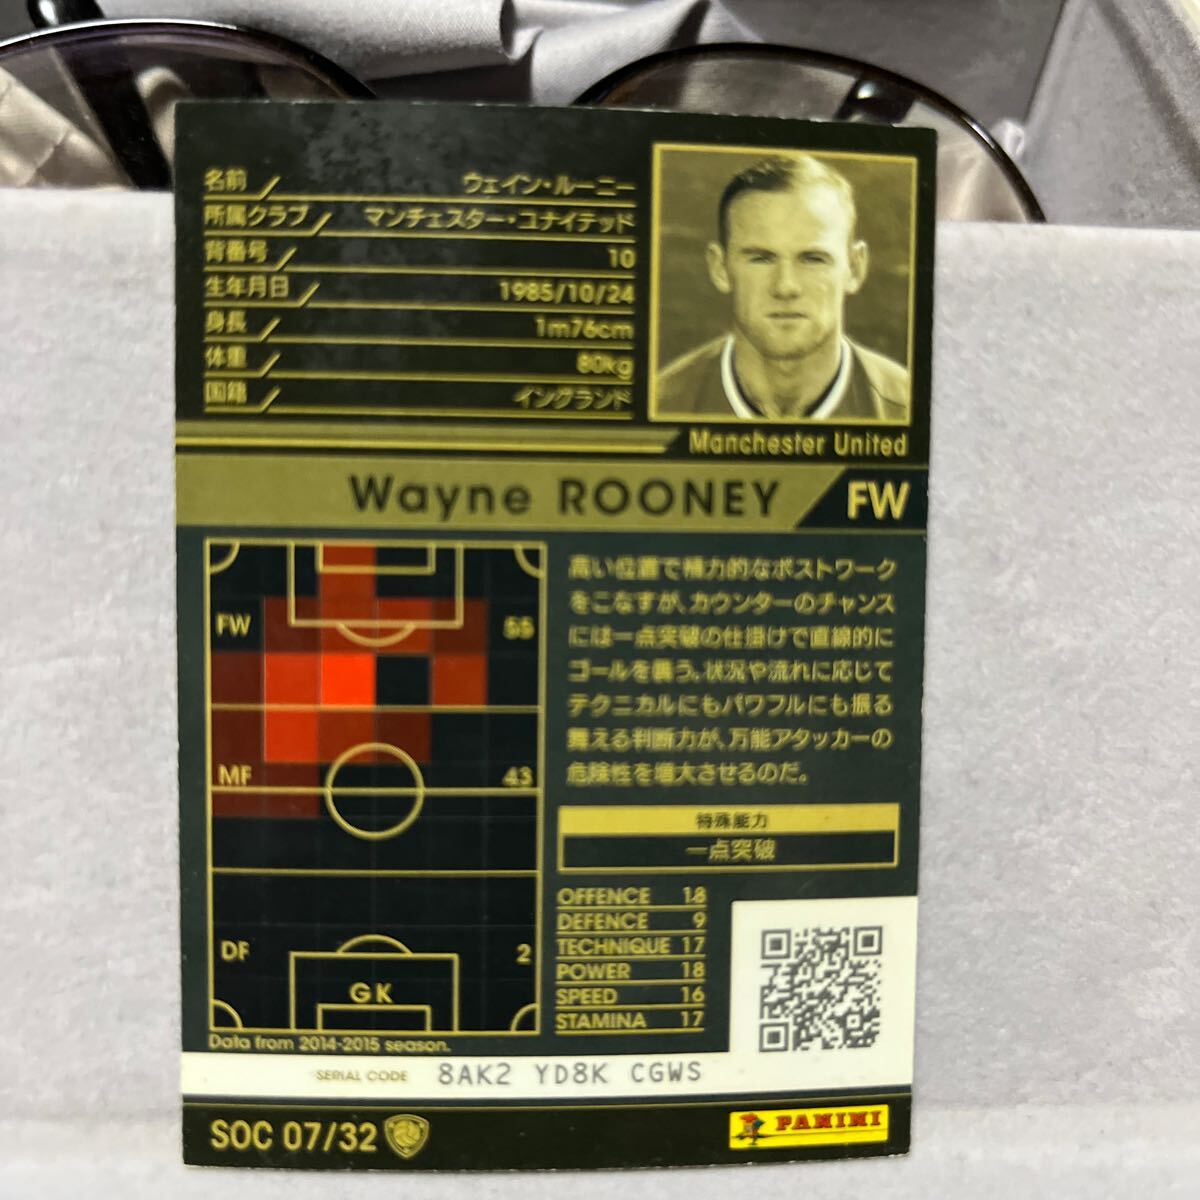 名前 ウェイン・ルーニー
所属クラブ マンチェスター・ユナイテッド
背番号 10
生年月日 1985/10/24
身長 1m76cm
体重 80kg
国籍 イングランド
Manchester United
Wayne ROONEY FW
FW 55
MF 43
DF 2
GK
Data from 2014-2015 season.
高い位置で精力的なポストワーク
をこなすが、カウンターのチャンス
には一点突破の仕掛けで直線的に
ゴールを襲う。状況や流れに応じて
テクニカルにもパワフルにも振る
舞える判断力が、万能アタッカーの
危険性を増大させるのだ。
特殊能力
一点突破
OFFENCE 18
DEFENCE 9
TECHNIQUE 17
POWER 18
SPEED 16
STAMINA 17
SERIAL CODE 8AK2 YD8K CGWS
SOC 07/32
PANINI